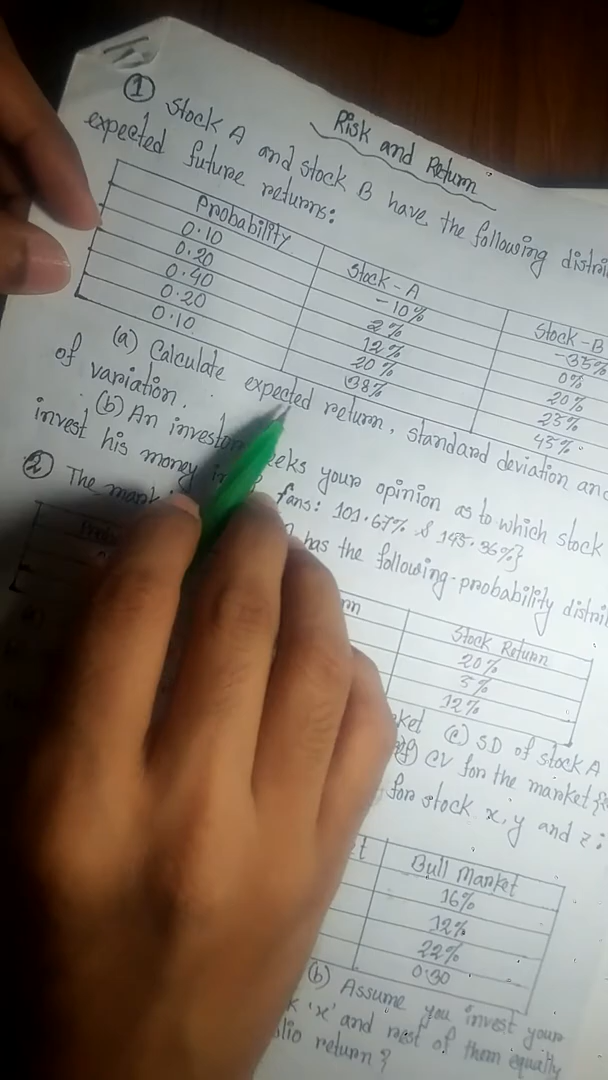 Risk and Return
① Stock A and stock B have the following distri
expected future returns:
Probability Stock-A Stock-B
0.10 -10% -35%
0.20 2% 0%
0.40 12% 20%
0.20 20% 25%
0.10 38% 45%
(a) Calculate expected return, standard deviation and
of variation.
(b) An investor seeks your opinion as to which stock
invest his money in fans: 101.67% & 195.36%}
② The mark has the following probability distri
Stock Return
20%
5%
12%
(c) SD of stock A
CV for the market
for stock x, y and z:
Bull Market
16%
12%
22%
0.30
(b) Assume you invest your
'x' and rest of them equally
return?